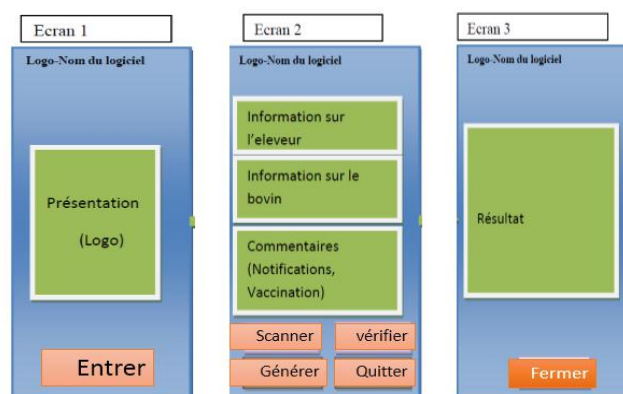 Ecran 1
Logo-Nom du logiciel
Présentation
(Logo)
Entrer
Ecran 2
Logo-Nom du logiciel
Information sur
l'eleveur
Information sur le
bovin
Commentaires
(Notifications,
Vaccination)
Scanner
vérifier
Générer
Quitter
Ecran 3
Logo-Nom du logiciel
Résultat
Fermer